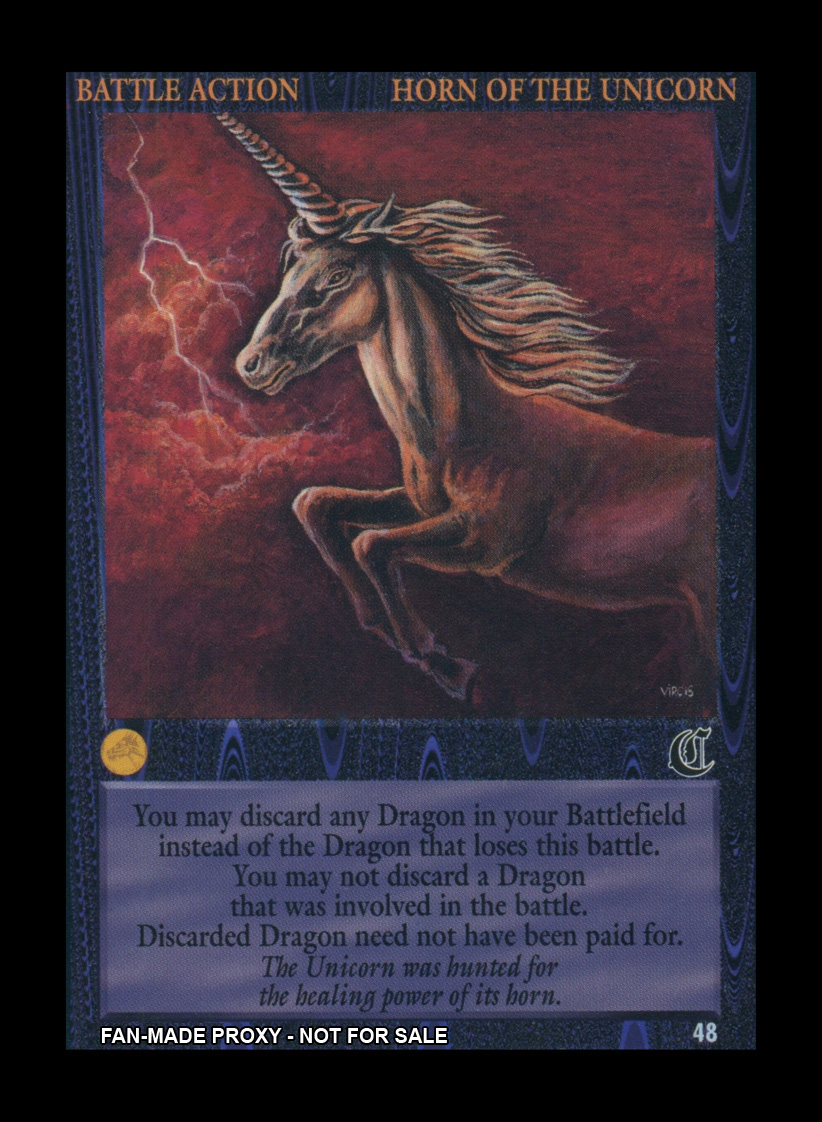 BATTLE ACTION HORN OF THE UNICORN
C
You may discard any Dragon in your Battlefield
instead of the Dragon that loses this battle.
You may not discard a Dragon
that was involved in the battle.
Discarded Dragon need not have been paid for.
The Unicorn was hunted for
the healing power of its horn.
FAN-MADE PROXY - NOT FOR SALE 48